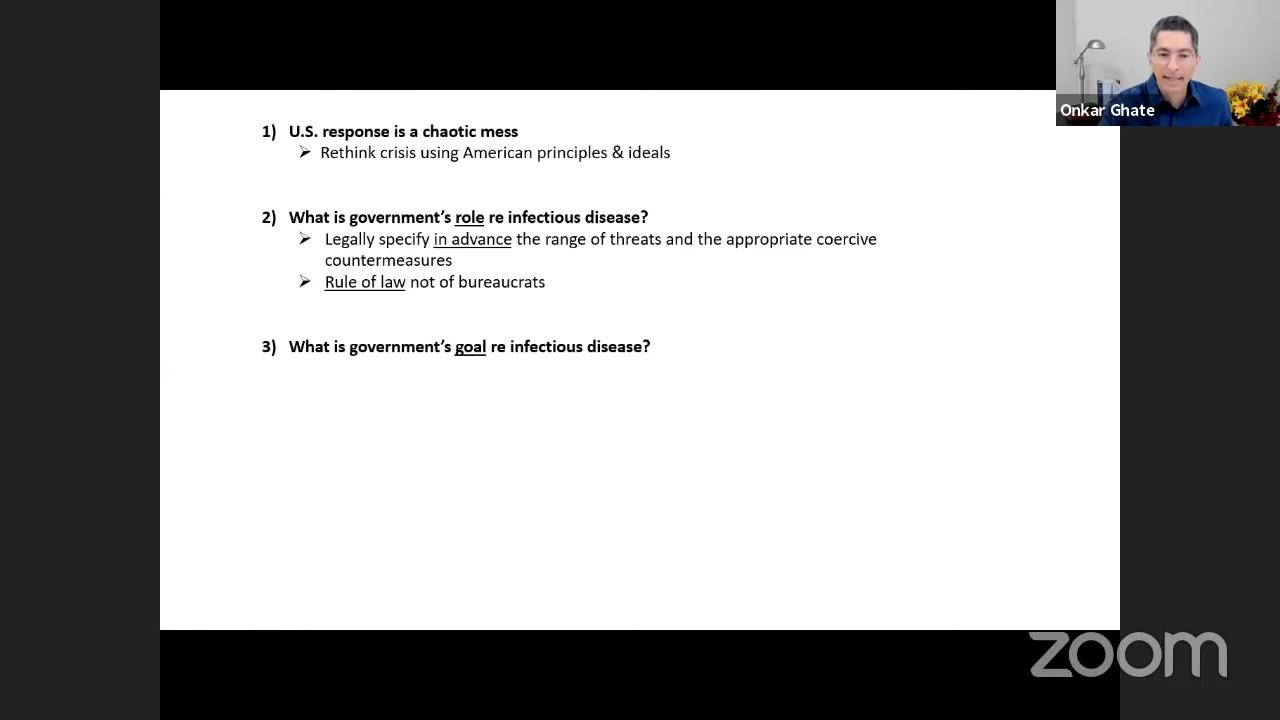 Onkar Ghate
1) U.S. response is a chaotic mess
➢ Rethink crisis using American principles & ideals
2) What is government's role re infectious disease?
➢ Legally specify in advance the range of threats and the appropriate coercive
countermeasures
➢ Rule of law not of bureaucrats
3) What is government's goal re infectious disease?
zoom